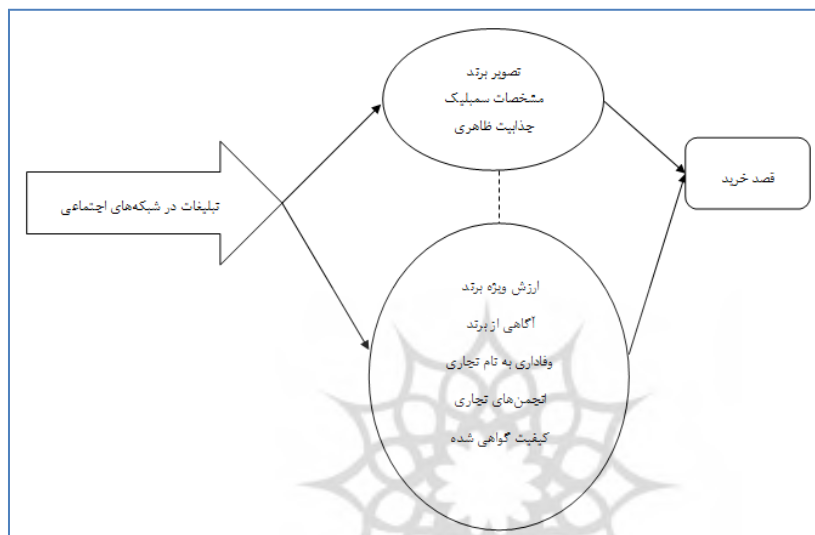 تصویر برند
مشخصات سمبلیک
جذابیت ظاهری
قصد خرید
تبلیغات در شبکه‌های اجتماعی
ارزش ویژه برند
آگاهی از برند
وفاداری به نام تجاری
انجمن‌های تجاری
کیفیت گواهی شده